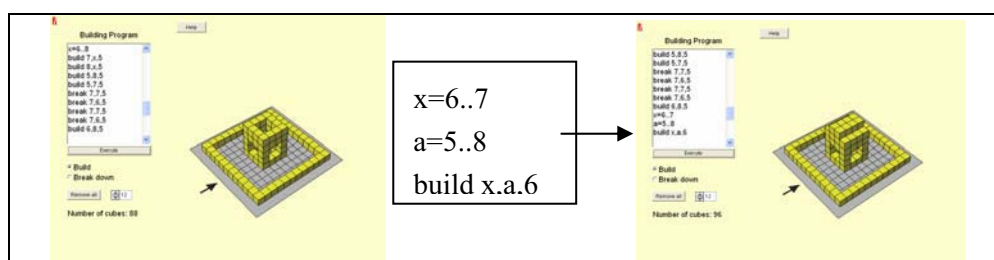 Building Program
Help
x=6..8
build 7,x,5
build 8,x,5
build 5,8,5
build 5,7,5
break 7,7,5
break 7,6,5
break 7,7,5
break 7,6,5
build 6,8,5
Execute
Build
Break down
Remove all
12
Number of cubes: 88
x=6..7
a=5..8
build x.a.6
Building Program
Help
build 5,8,5
build 5,7,5
break 7,7,5
break 7,6,5
break 7,7,5
break 7,6,5
build 6,8,5
x=6..7
a=5..8
build x.a.6
Execute
Build
Break down
Remove all
12
Number of cubes: 96